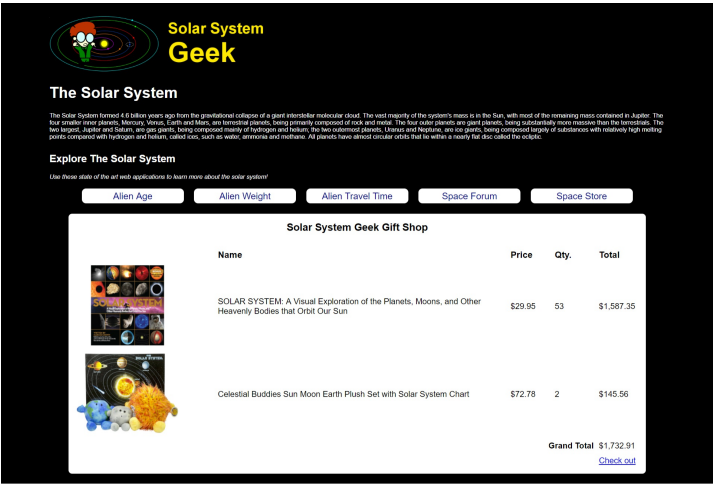 Solar System
Geek
The Solar System
The Solar System formed 4.6 billion years ago from the gravitational collapse of a giant interstellar molecular cloud. The vast majority of the system's mass is in the Sun, with most of the remaining mass contained in Jupiter. The
four smaller inner planets, Mercury, Venus, Earth and Mars, are terrestrial planets, being primarily composed of rock and metal. The four outer planets are giant planets, being substantially more massive than the terrestrials. The
two largest, Jupiter and Saturn, are gas giants, being composed mainly of hydrogen and helium; the two outermost planets, Uranus and Neptune, are ice giants, being composed largely of substances with relatively high melting
points compared with hydrogen and helium, called ices, such as water, ammonia and methane. All planets have almost circular orbits that lie within a nearly flat disc called the ecliptic.
Explore The Solar System
Use these state of the art web applications to learn more about the solar system!
Alien Age Alien Weight Alien Travel Time Space Forum Space Store
Solar System Geek Gift Shop
Name Price Qty. Total
SOLAR SYSTEM
SOLAR SYSTEM: A Visual Exploration of the Planets, Moons, and Other
Heavenly Bodies that Orbit Our Sun
$29.95 53 $1,587.35
SOLAR SYSTEM
Celestial Buddies Sun Moon Earth Plush Set with Solar System Chart $72.78 2 $145.56
Grand Total $1,732.91
Check out